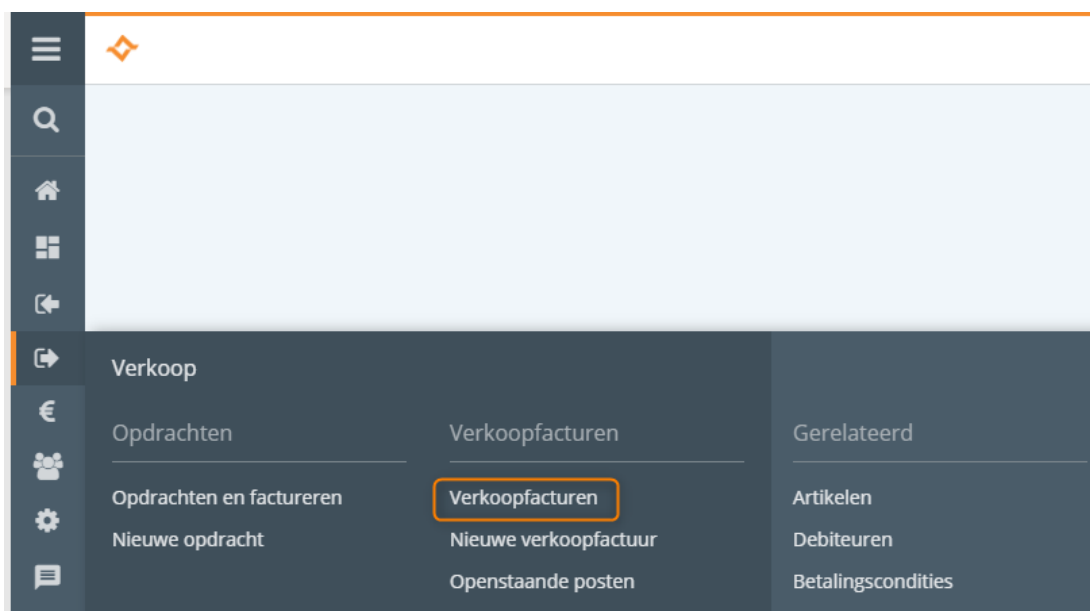 Verkoop
Opdrachten
Opdrachten en factureren
Nieuwe opdracht
Verkoopfacturen
Verkoopfacturen
Nieuwe verkoopfactuur
Openstaande posten
Gerelateerd
Artikelen
Debiteuren
Betalingscondities